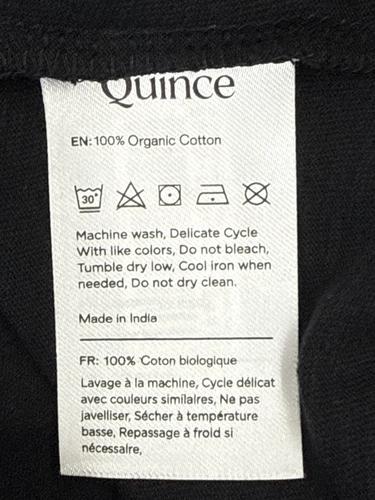 Quince
EN: 100% Organic Cotton
30°
Machine wash, Delicate Cycle
With like colors, Do not bleach,
Tumble dry low, Cool iron when
needed, Do not dry clean.
Made in India
FR: 100% Coton biologique
Lavage à la machine, Cycle délicat
avec couleurs similaires, Ne pas
javelliser, Sécher à température
basse, Repassage à froid si
nécessaire,